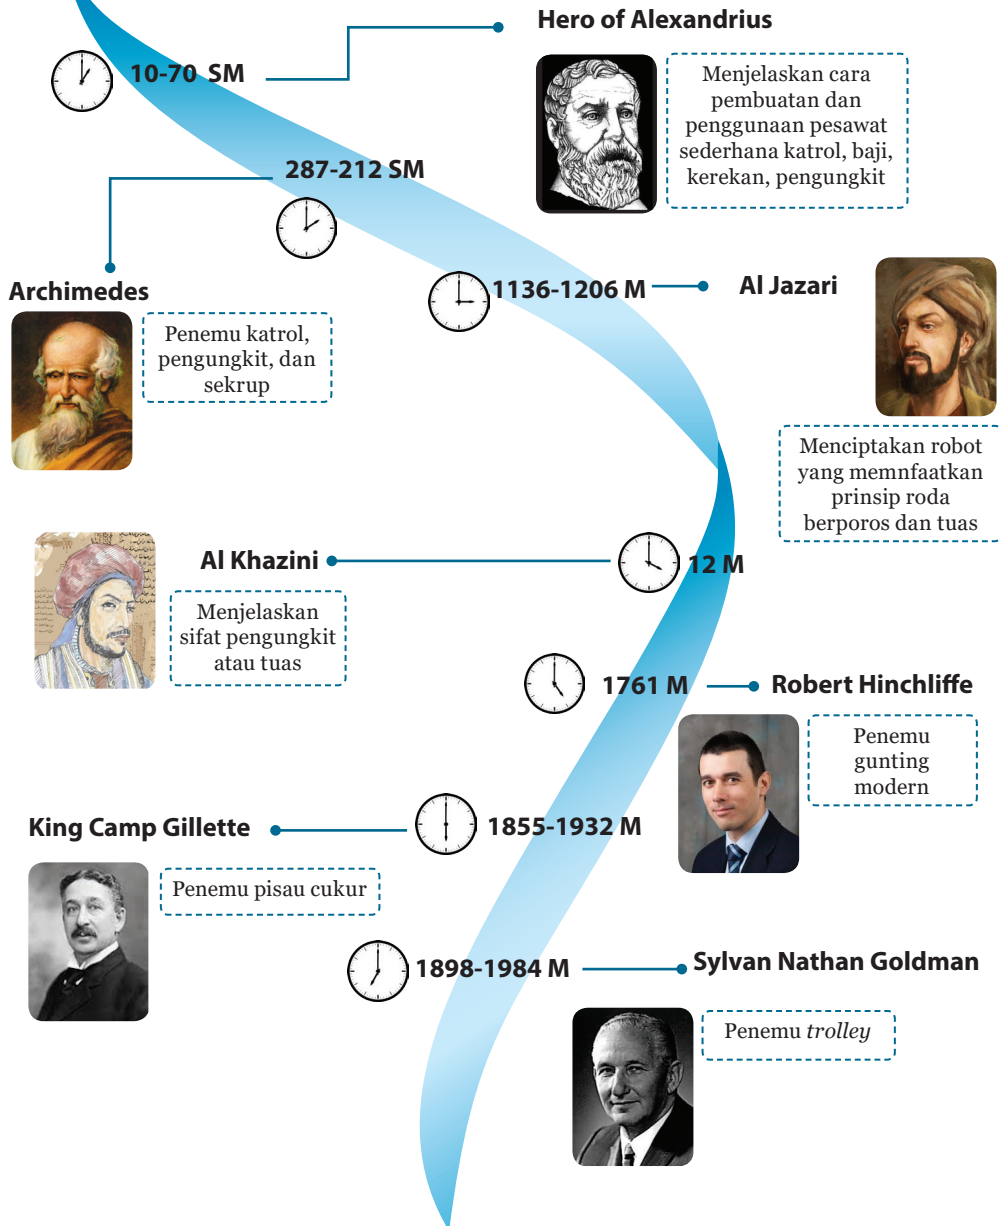 Hero of Alexandrius
10-70 SM
Menjelaskan cara
pembuatan dan
penggunaan pesawat
sederhana katrol, baji,
kerekan, pengungkit
287-212 SM
Archimedes
Penemu katrol,
pengungkit, dan
sekrup
1136-1206 M
Al Jazari
Menciptakan robot
yang memnfaatkan
prinsip roda
berporos dan tuas
Al Khazini
12 M
Menjelaskan
sifat pengungkit
atau tuas
1761 M
Robert Hinchliffe
Penemu
gunting
modern
King Camp Gillette
1855-1932 M
Penemu pisau cukur
1898-1984 M
Sylvan Nathan Goldman
Penemu trolley